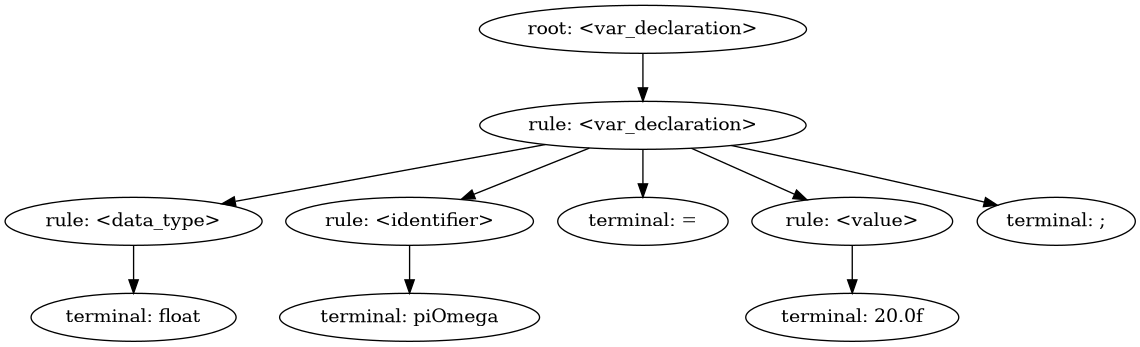 root: <var_declaration>
rule: <var_declaration>
rule: <data_type>
rule: <identifier>
terminal: =
rule: <value>
terminal: ;
terminal: float
terminal: piOmega
terminal: 20.0f